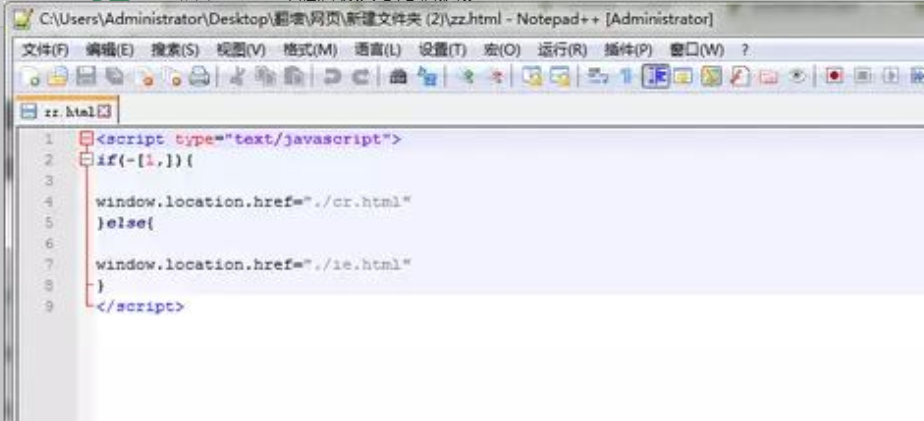 C:\Users\Administrator\Desktop\翻墙\网页\新建文件夹 (2)\zz.html - Notepad++ [Administrator]
文件(F) 编辑(E) 搜索(S) 视图(V) 格式(M) 语言(L) 设置(T) 宏(O) 运行(R) 插件(P) 窗口(W) ?
zz.html
1 <script type="text/javascript">
2 if(-[1,]){
3
4 window.location.href="./cr.html"
5 }else{
6
7 window.location.href="./ie.html"
8 }
9 </script>